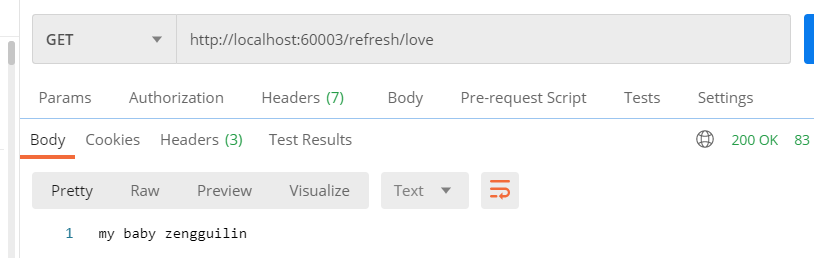 GET http://localhost:60003/refresh/love
Params Authorization Headers (7) Body Pre-request Script Tests Settings
Body Cookies Headers (3) Test Results 200 OK 83
Pretty Raw Preview Visualize Text
1 my baby zengguilin